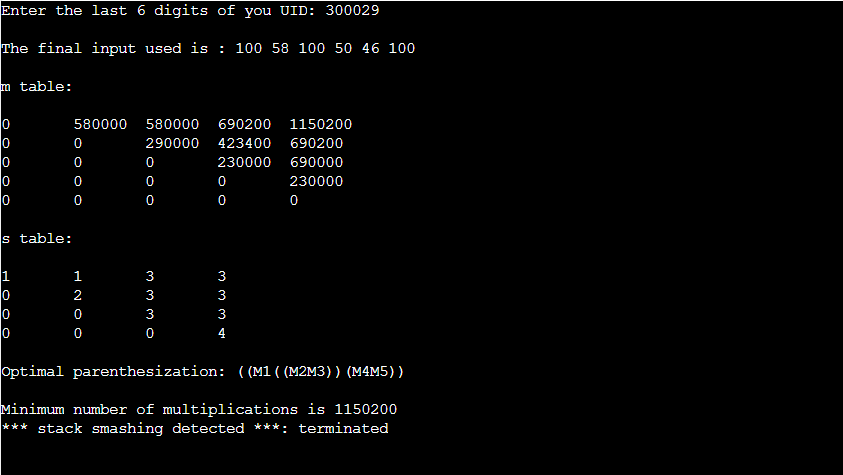 Enter the last 6 digits of you UID: 300029
The final input used is : 100 58 100 50 46 100
m table:
0 580000 580000 690200 1150200
0 0 290000 423400 690200
0 0 0 230000 690000
0 0 0 0 230000
0 0 0 0 0
s table:
1 1 3 3
0 2 3 3
0 0 3 3
0 0 0 4
Optimal parenthesization: ((M1((M2M3))(M4M5))
Minimum number of multiplications is 1150200
*** stack smashing detected ***: terminated